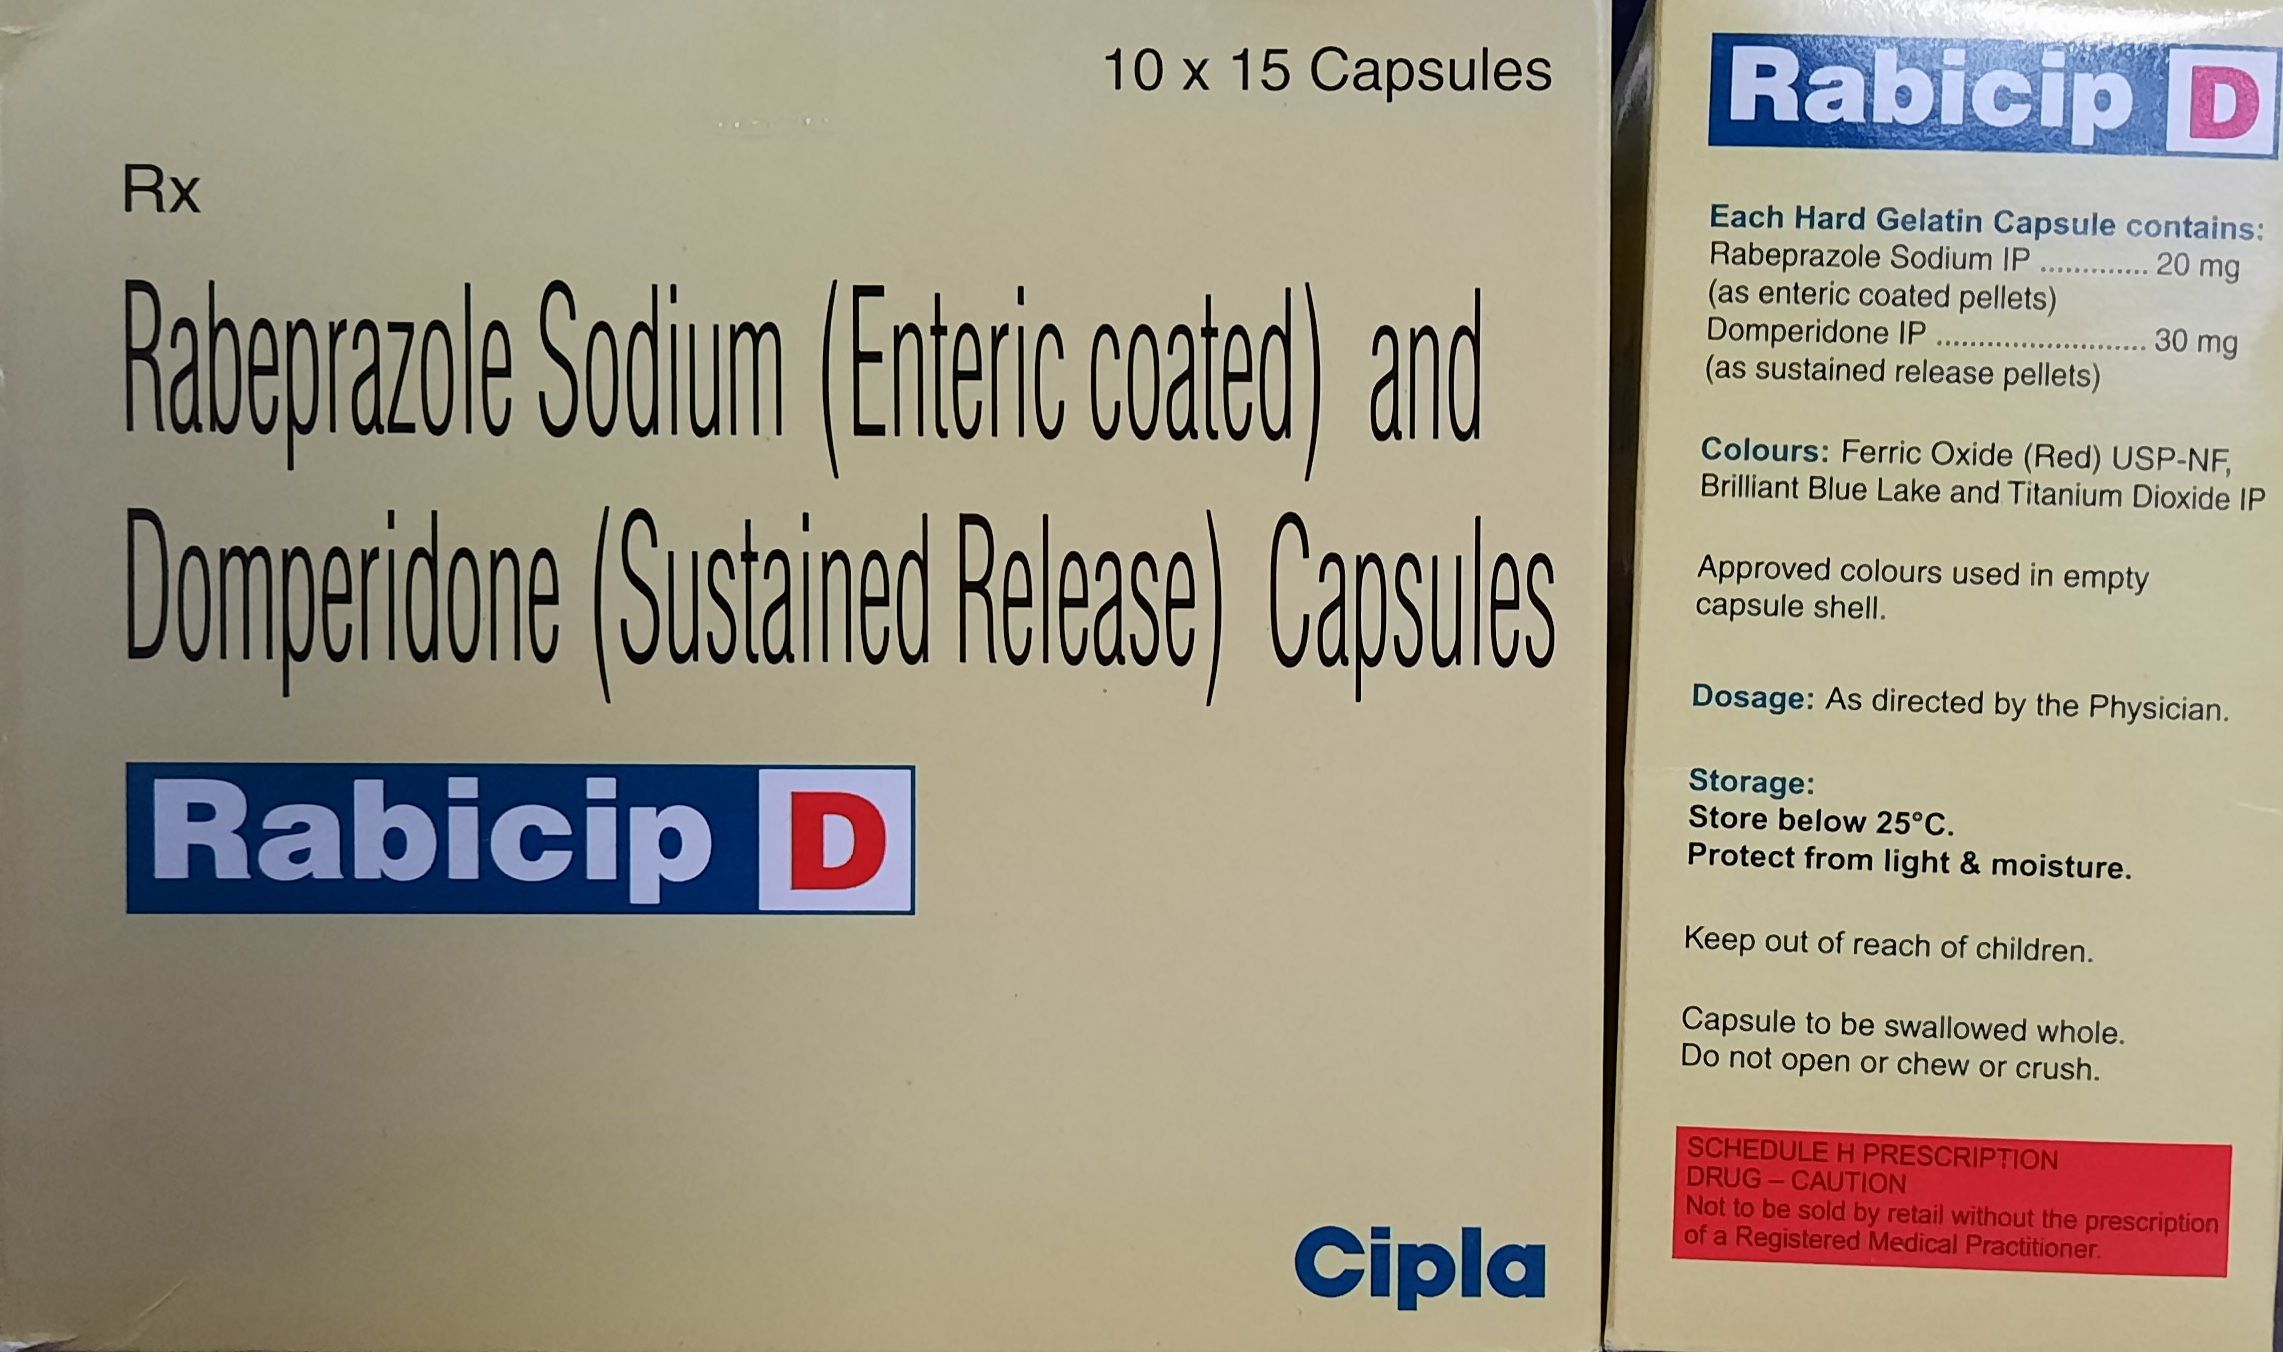 10 x 15 Capsules
Rx
Rabeprazole Sodium (Enteric coated) and
Domperidone (Sustained Release) Capsules
Rabicip D
Cipla
Rabicip D
Each Hard Gelatin Capsule contains:
Rabeprazole Sodium IP ............. 20 mg
(as enteric coated pellets)
Domperidone IP ......................... 30 mg
(as sustained release pellets)
Colours: Ferric Oxide (Red) USP-NF,
Brilliant Blue Lake and Titanium Dioxide IP
Approved colours used in empty
capsule shell.
Dosage: As directed by the Physician.
Storage:
Store below 25°C.
Protect from light & moisture.
Keep out of reach of children.
Capsule to be swallowed whole.
Do not open or chew or crush.
SCHEDULE H PRESCRIPTION
DRUG – CAUTION
Not to be sold by retail without the prescription
of a Registered Medical Practitioner.